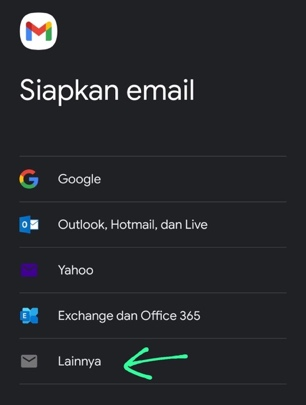 Siapkan email
Google
Outlook, Hotmail, dan Live
Yahoo
Exchange dan Office 365
Lainnya